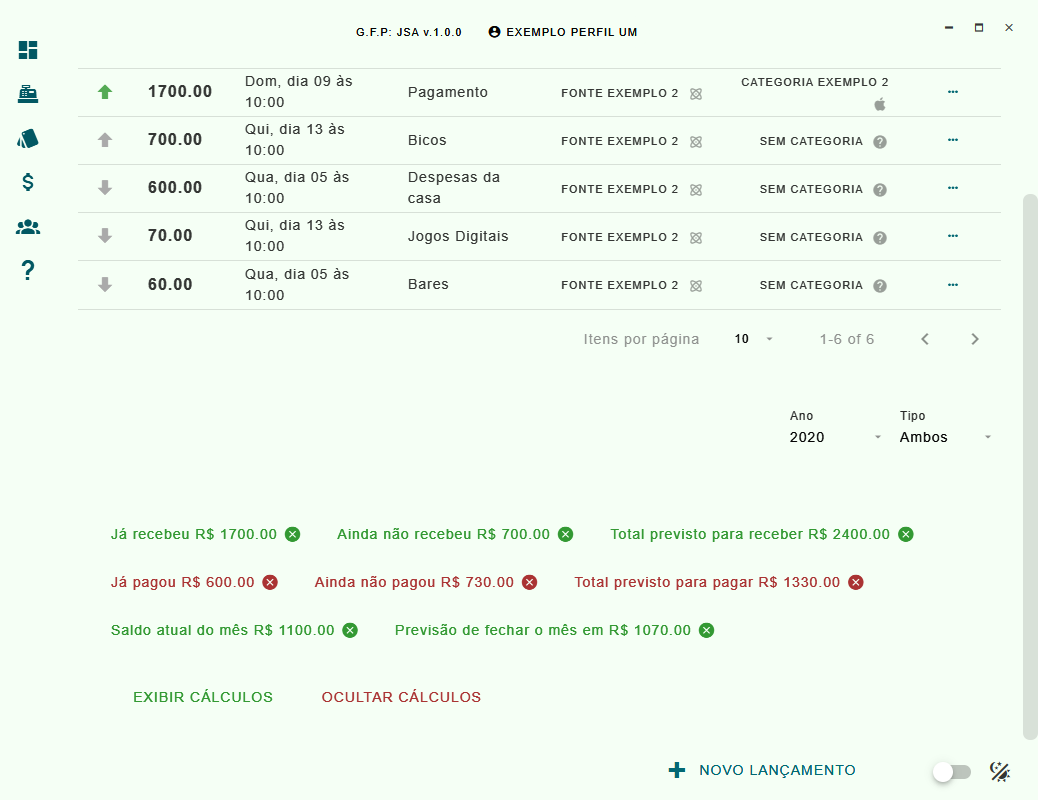 G.F.P: JSA v.1.0.0 EXEMPLO PERFIL UM
1700.00 Dom, dia 09 às 10:00 Pagamento FONTE EXEMPLO 2 CATEGORIA EXEMPLO 2
700.00 Qui, dia 13 às 10:00 Bicos FONTE EXEMPLO 2 SEM CATEGORIA
600.00 Qua, dia 05 às 10:00 Despesas da casa FONTE EXEMPLO 2 SEM CATEGORIA
70.00 Qui, dia 13 às 10:00 Jogos Digitais FONTE EXEMPLO 2 SEM CATEGORIA
60.00 Qua, dia 05 às 10:00 Bares FONTE EXEMPLO 2 SEM CATEGORIA
Itens por página 10 1-6 of 6
Ano Tipo
2020 Ambos
Já recebeu R$ 1700.00 Ainda não recebeu R$ 700.00 Total previsto para receber R$ 2400.00
Já pagou R$ 600.00 Ainda não pagou R$ 730.00 Total previsto para pagar R$ 1330.00
Saldo atual do mês R$ 1100.00 Previsão de fechar o mês em R$ 1070.00
EXIBIR CÁLCULOS OCULTAR CÁLCULOS
NOVO LANÇAMENTO